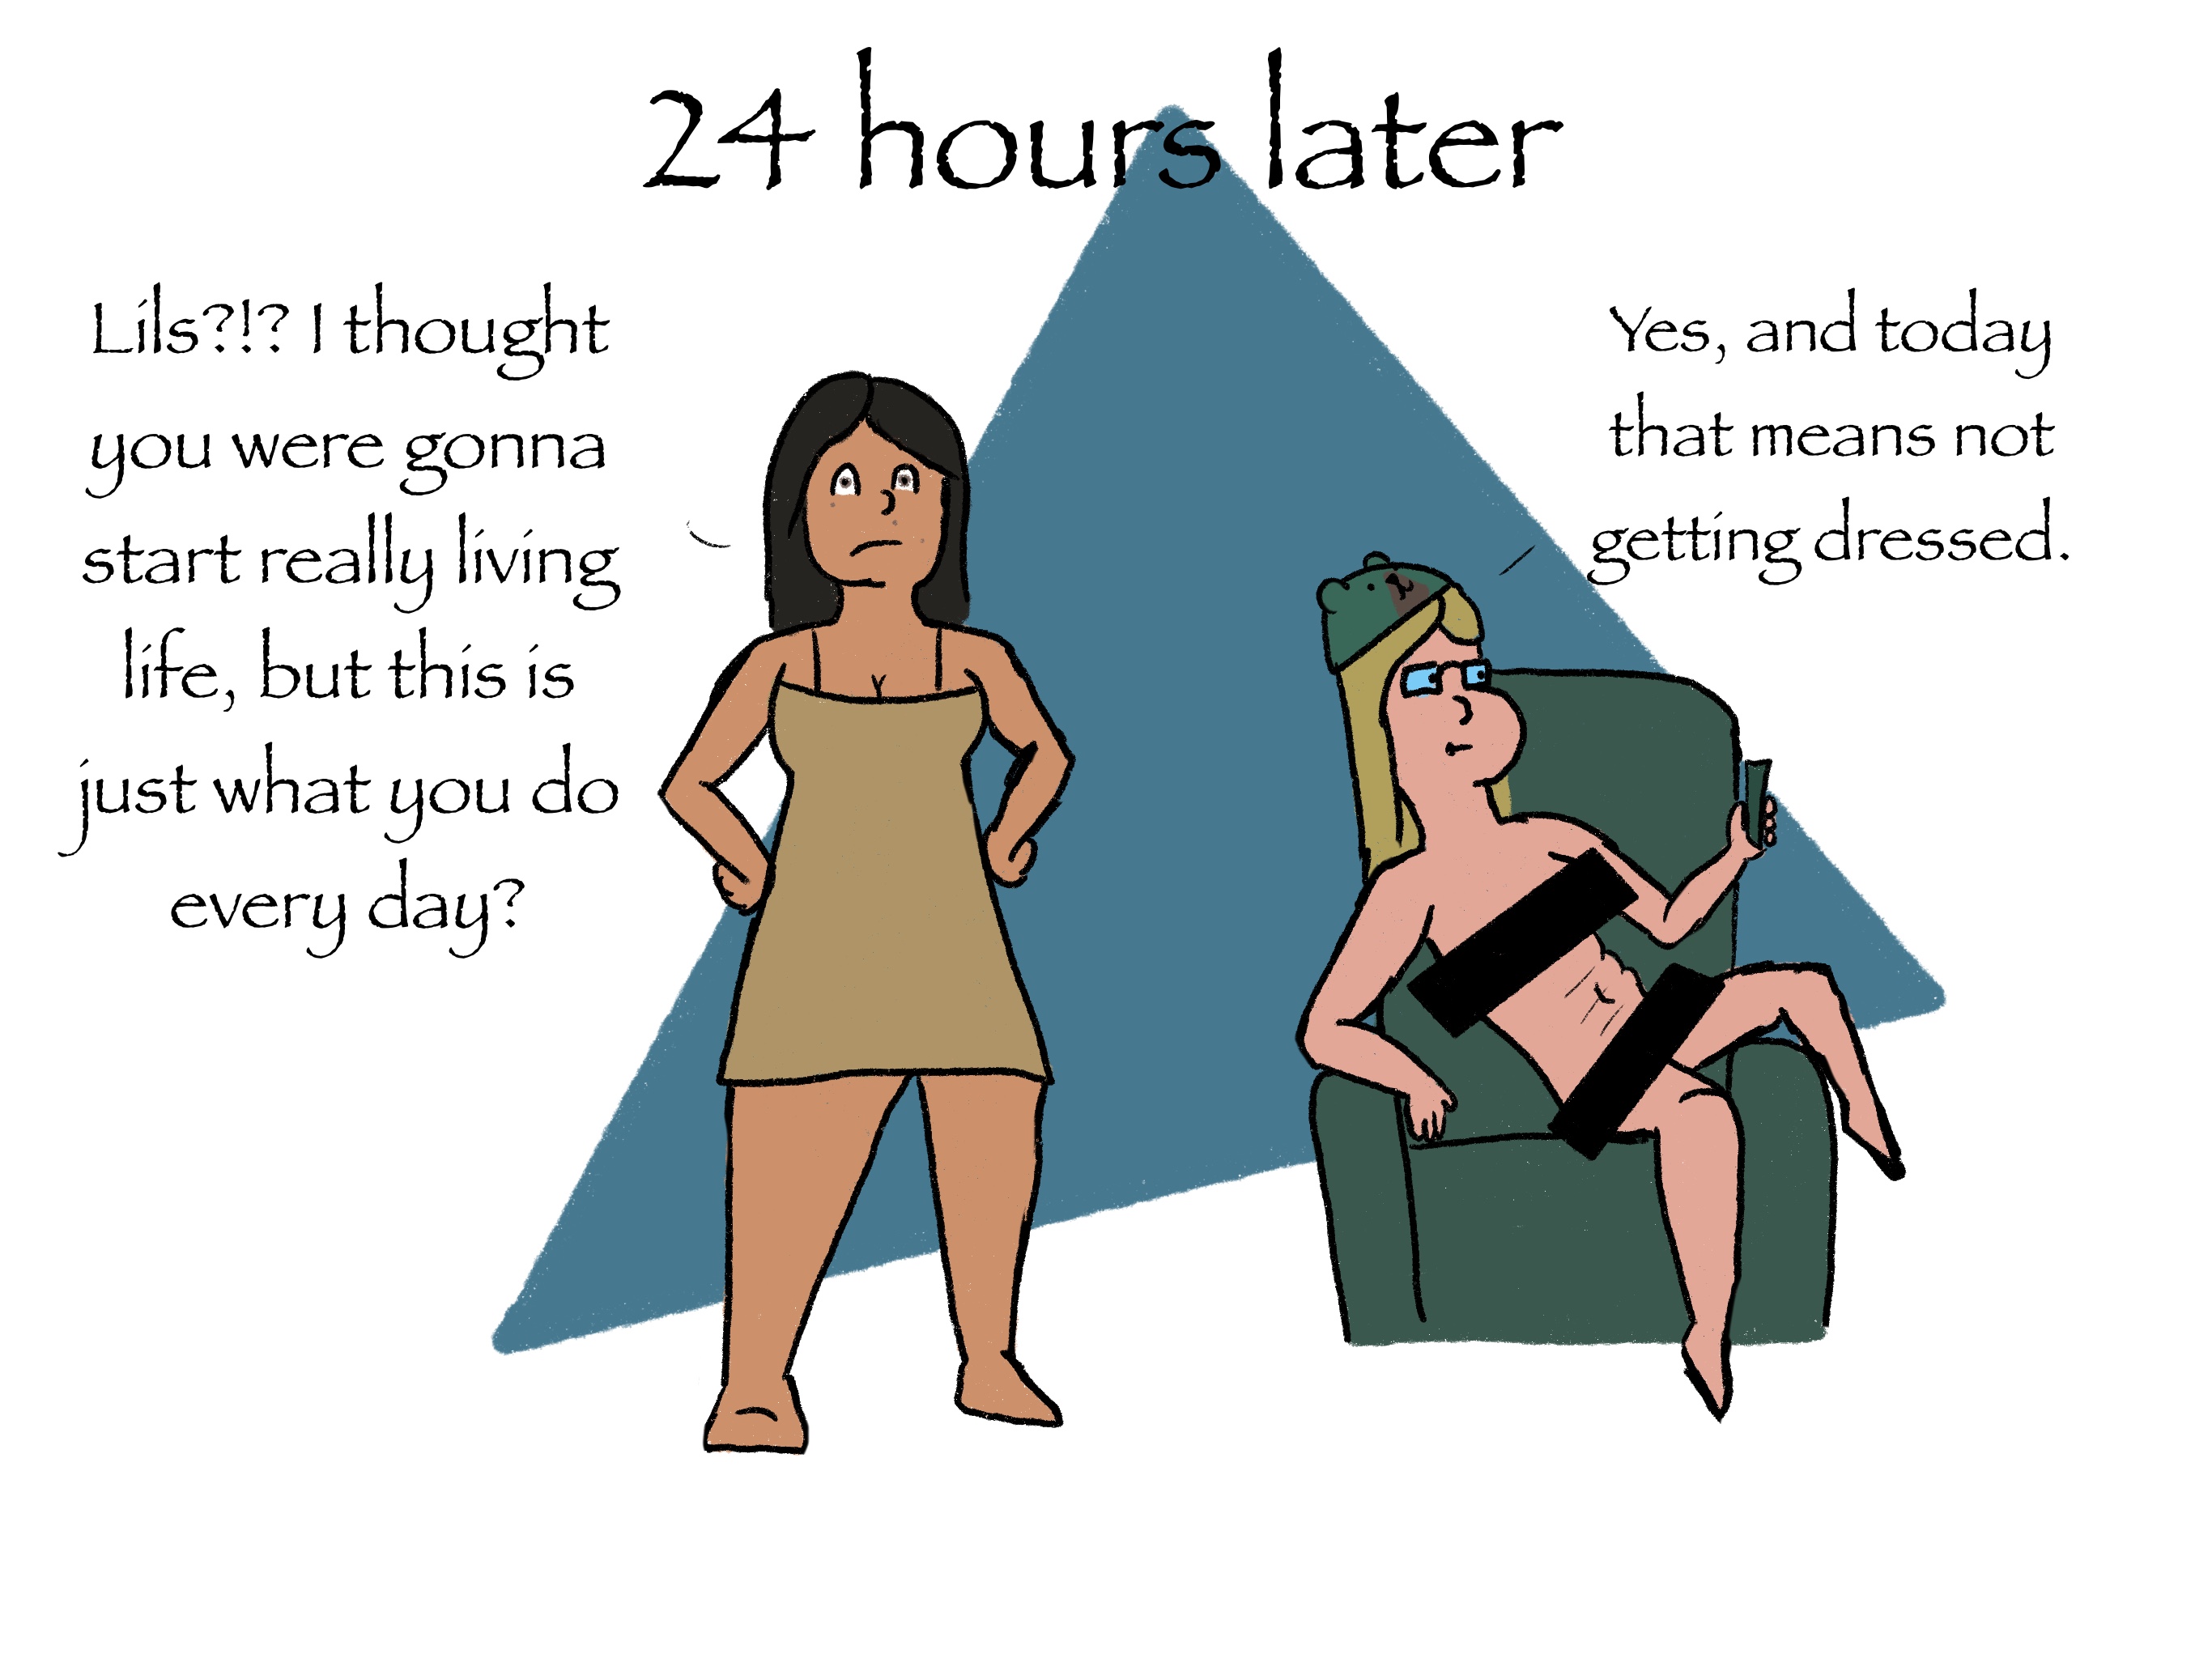 24 hours later
Lils?!? I thought
you were gonna
start really living
life, but this is
just what you do
every day?
Yes, and today
that means not
getting dressed.